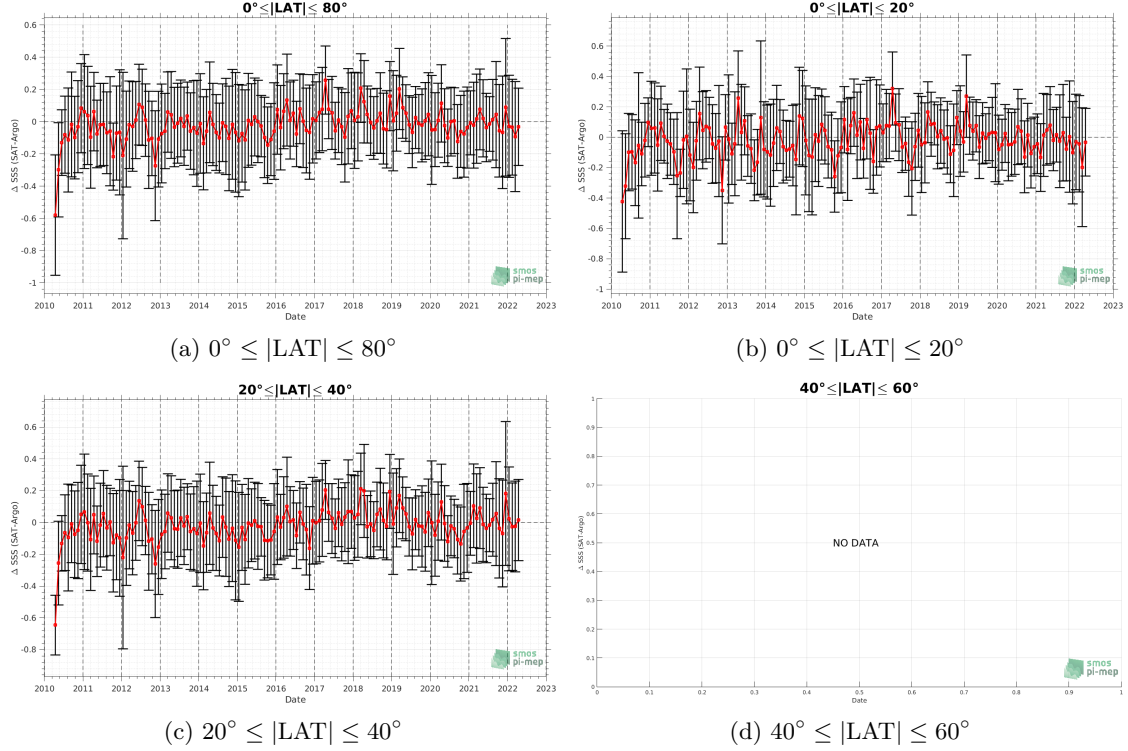 0°≤|LAT|≤ 80°
0.6
0.4
0.2
0
-0.2
-0.4
-0.6
-0.8
-1
Δ SSS (SAT-Argo)
2010 2011 2012 2013 2014 2015 2016 2017 2018 2019 2020 2021 2022 2023
Date
smos
pi-mep
(a) 0° ≤ |LAT| ≤ 80°
0°≤|LAT|≤ 20°
0.6
0.4
0.2
0
-0.2
-0.4
-0.6
-0.8
-1
Δ SSS (SAT-Argo)
2010 2011 2012 2013 2014 2015 2016 2017 2018 2019 2020 2021 2022 2023
Date
smos
pi-mep
(b) 0° ≤ |LAT| ≤ 20°
20°≤|LAT|≤ 40°
0.6
0.4
0.2
0
-0.2
-0.4
-0.6
-0.8
Δ SSS (SAT-Argo)
2010 2011 2012 2013 2014 2015 2016 2017 2018 2019 2020 2021 2022 2023
Date
smos
pi-mep
(c) 20° ≤ |LAT| ≤ 40°
40°≤|LAT|≤ 60°
1
0.9
0.8
0.7
0.6
0.5
0.4
0.3
0.2
0.1
0
Δ SSS (SAT-Argo)
NO DATA
0 0.1 0.2 0.3 0.4 0.5 0.6 0.7 0.8 0.9 1
Date
smos
pi-mep
(d) 40° ≤ |LAT| ≤ 60°